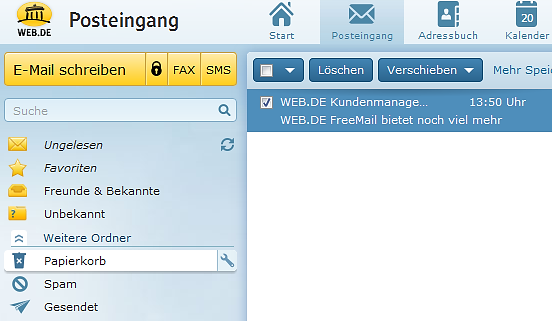 WEB.DE
Posteingang
Start
Posteingang
Adressbuch
20
Kalender
E-Mail schreiben
FAX
SMS
Löschen
Verschieben
Mehr Spei
Suche
WEB.DE Kundenmanage... 13:50 Uhr
WEB.DE FreeMail bietet noch viel mehr
Ungelesen
Favoriten
Freunde & Bekannte
?
Unbekannt
Weitere Ordner
Papierkorb
Spam
Gesendet